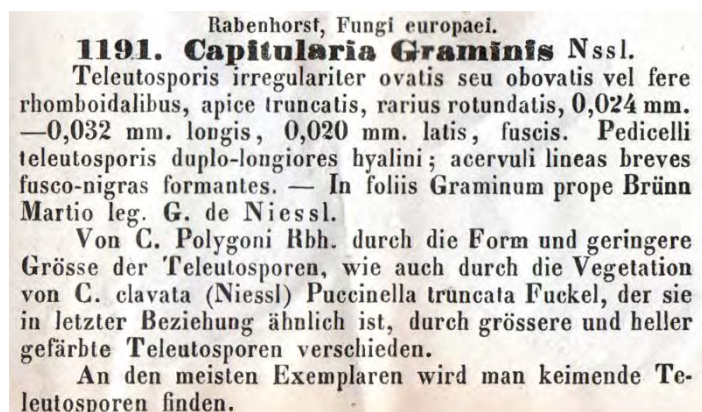 Rabenhorst, Fungi europaei.
1191. Capitularia Graminis Nssl.
Teleutosporis irregulariter ovatis seu obovatis vel fere
rhomboidalibus, apice truncatis, rarius rotundatis, 0,024 mm.
—0,032 mm. longis, 0,020 mm. latis, fuscis. Pedicelli
teleutosporis duplo-longiores hyalini; acervuli lineas breves
fusco-nigras formantes. — In foliis Graminum prope Brünn
Martio leg. G. de Niessl.
Von C. Polygoni Rbh. durch die Form und geringere
Grösse der Teleutosporen, wie auch durch die Vegetation
von C. clavata (Niessl) Puccinella truncata Fuckel, der sie
in letzter Beziehung ähnlich ist, durch grössere und heller
gefärbte Teleutosporen verschieden.
An den meisten Exemplaren wird man keimende Te-
leutosporen finden.